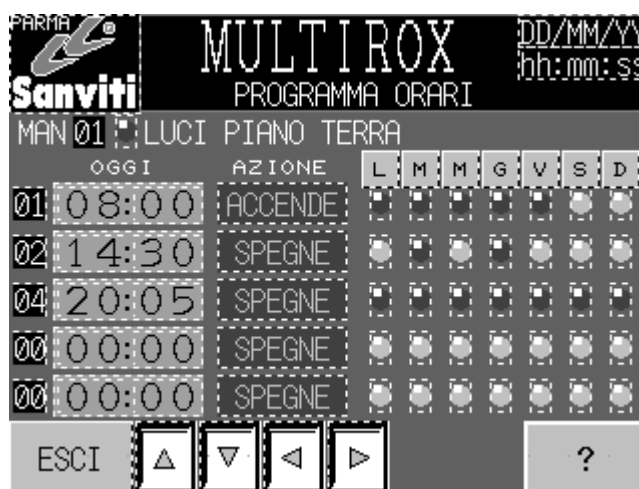 PARMA
Sanviti
MULTIROX
PROGRAMMA ORARI
DD/MM/YY
hh:mm:ss
MAN 01 LUCI PIANO TERRA
OGGI AZIONE L M M G V S D
01 08:00 ACCENDE
02 14:30 SPEGNE
04 20:05 SPEGNE
00 00:00 SPEGNE
00 00:00 SPEGNE
ESCI ?